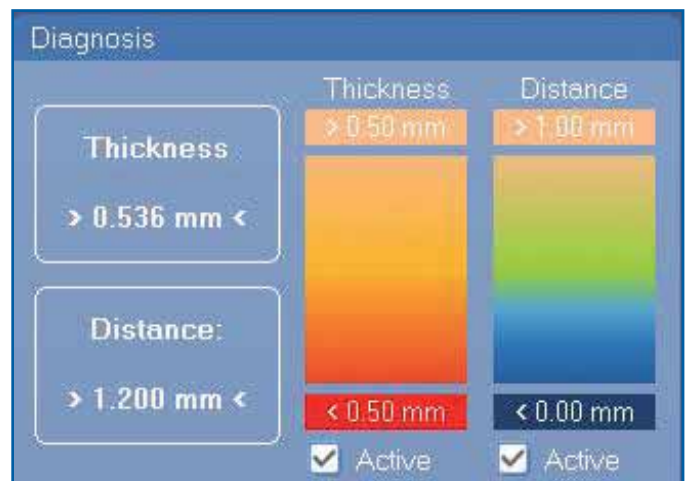 Diagnosis
Thickness
> 0.536 mm <
Distance:
> 1.200 mm <
Thickness
Distance
> 0.50 mm
> 1.00 mm
< 0.50 mm
< 0.00 mm
Active
Active